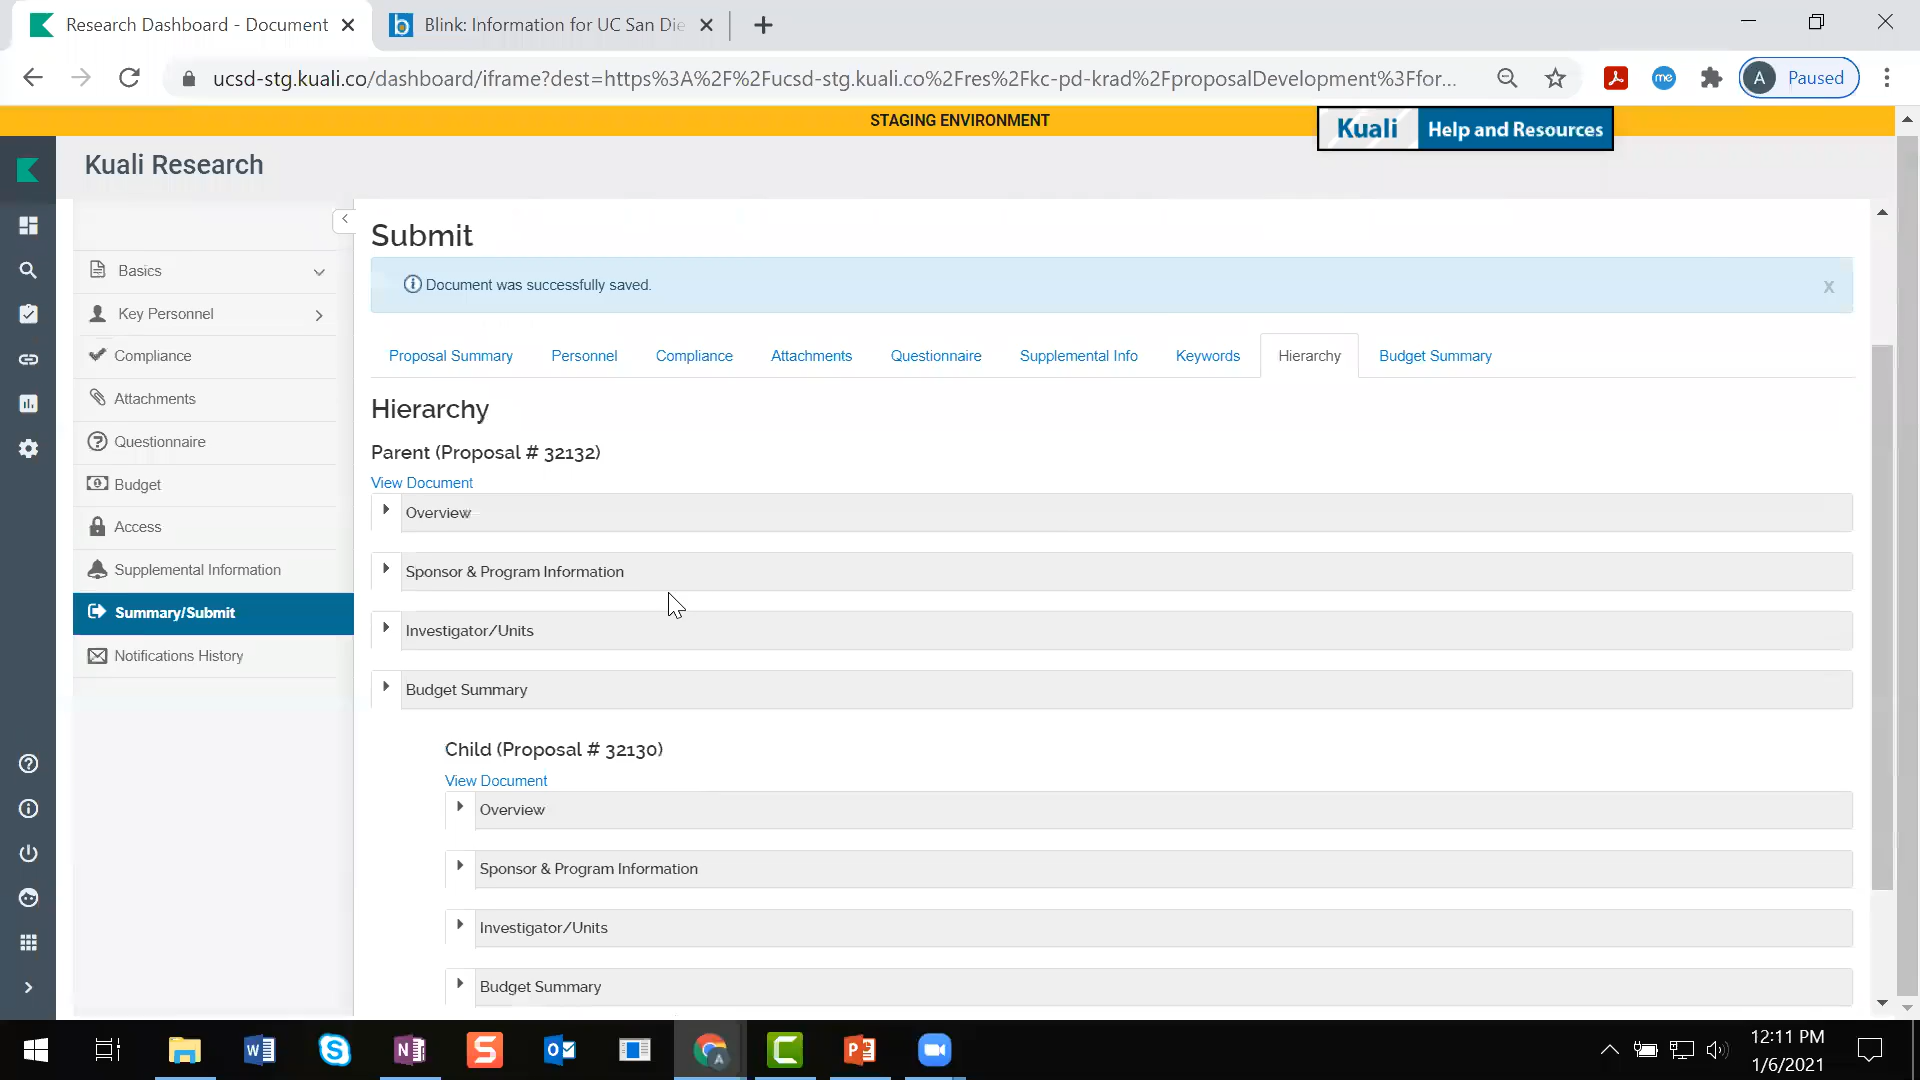 Research Dashboard - Document
Blink: Information for UC San Die
ucsd-stg.kuali.co/dashboard/iframe?dest=https%3A%2F%2Fucsd-stg.kuali.co%2Fres%2Fkc-pd-krad%2FproposalDevelopment%3Ffor...
me
A
Paused
STAGING ENVIRONMENT
Kuali Help and Resources
Kuali Research
Basics
Key Personnel
Compliance
Attachments
Questionnaire
Budget
Access
Supplemental Information
Summary/Submit
Notifications History
Submit
Document was successfully saved.
x
Proposal Summary Personnel Compliance Attachments Questionnaire Supplemental Info Keywords Hierarchy Budget Summary
Hierarchy
Parent (Proposal # 32132)
View Document
Overview
Sponsor & Program Information
Investigator/Units
Budget Summary
Child (Proposal # 32130)
View Document
Overview
Sponsor & Program Information
Investigator/Units
Budget Summary
12:11 PM
1/6/2021